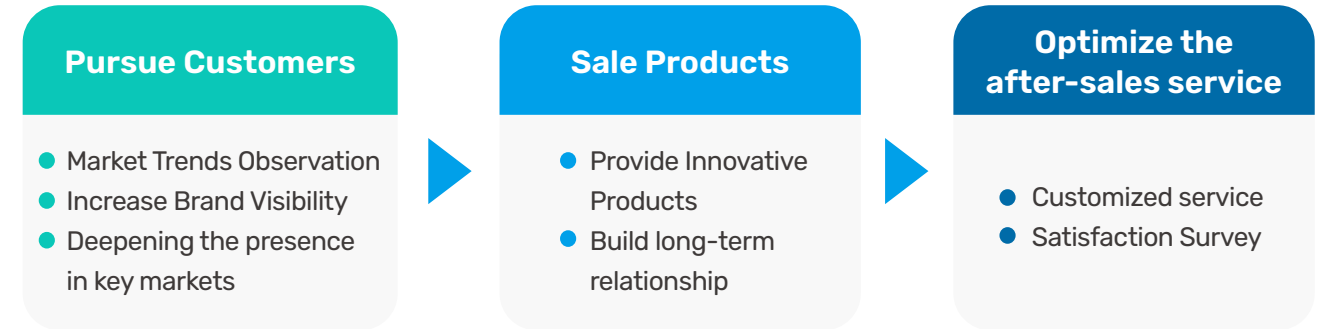 Pursue Customers
Market Trends Observation
Increase Brand Visibility
Deepening the presence
in key markets
Sale Products
Provide Innovative
Products
Build long-term
relationship
Optimize the
after-sales service
Customized service
Satisfaction Survey